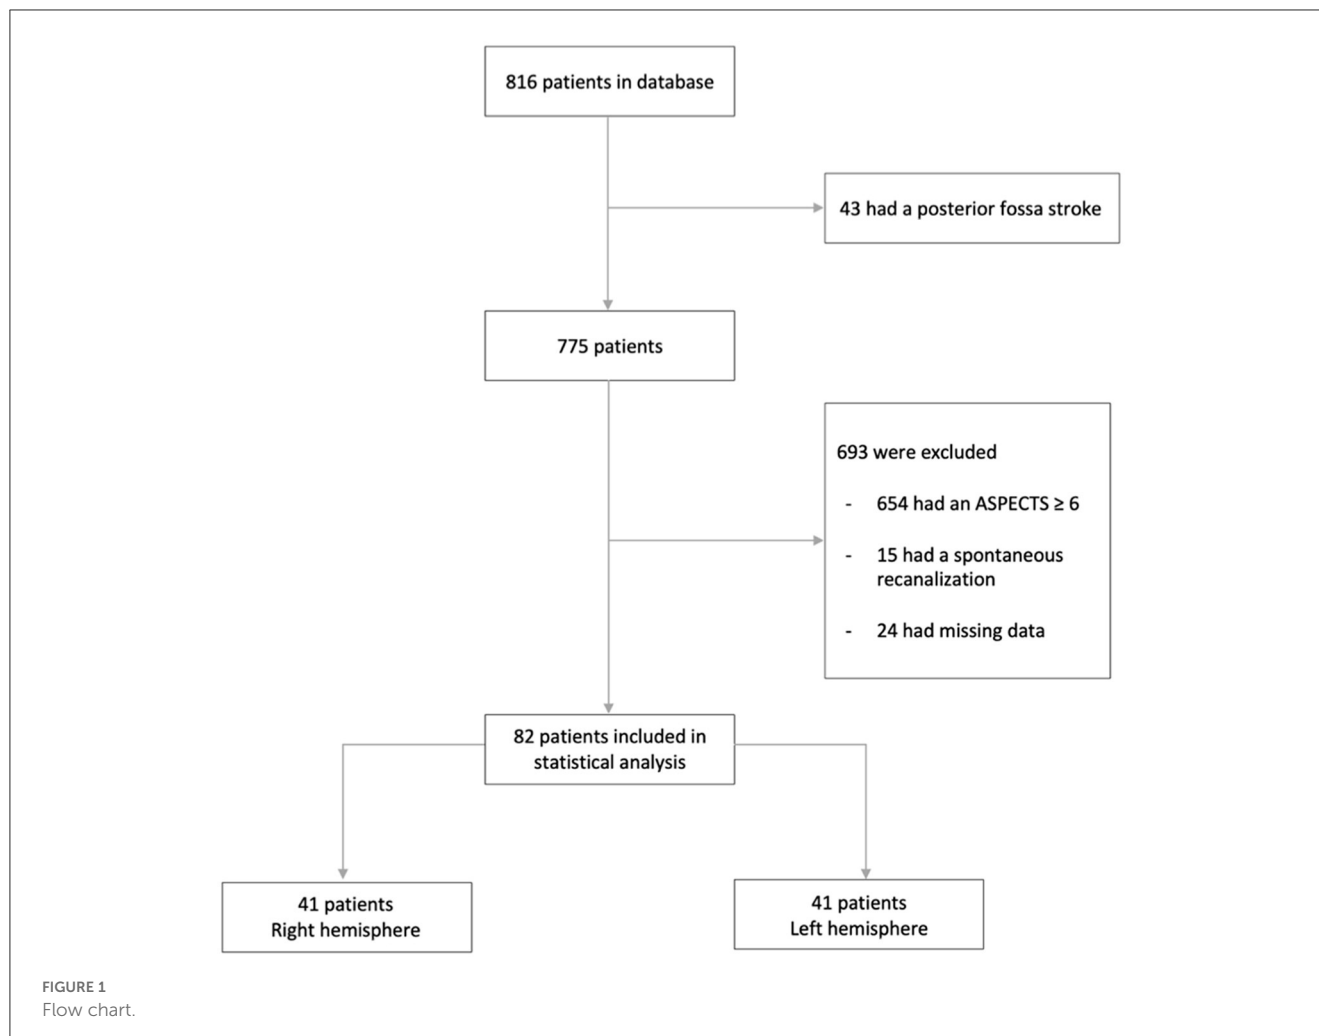 816 patients in database
43 had a posterior fossa stroke
775 patients
693 were excluded
- 654 had an ASPECTS ≥ 6
- 15 had a spontaneous
recanalization
- 24 had missing data
82 patients included in
statistical analysis
41 patients
Right hemisphere
41 patients
Left hemisphere
FIGURE 1
Flow chart.